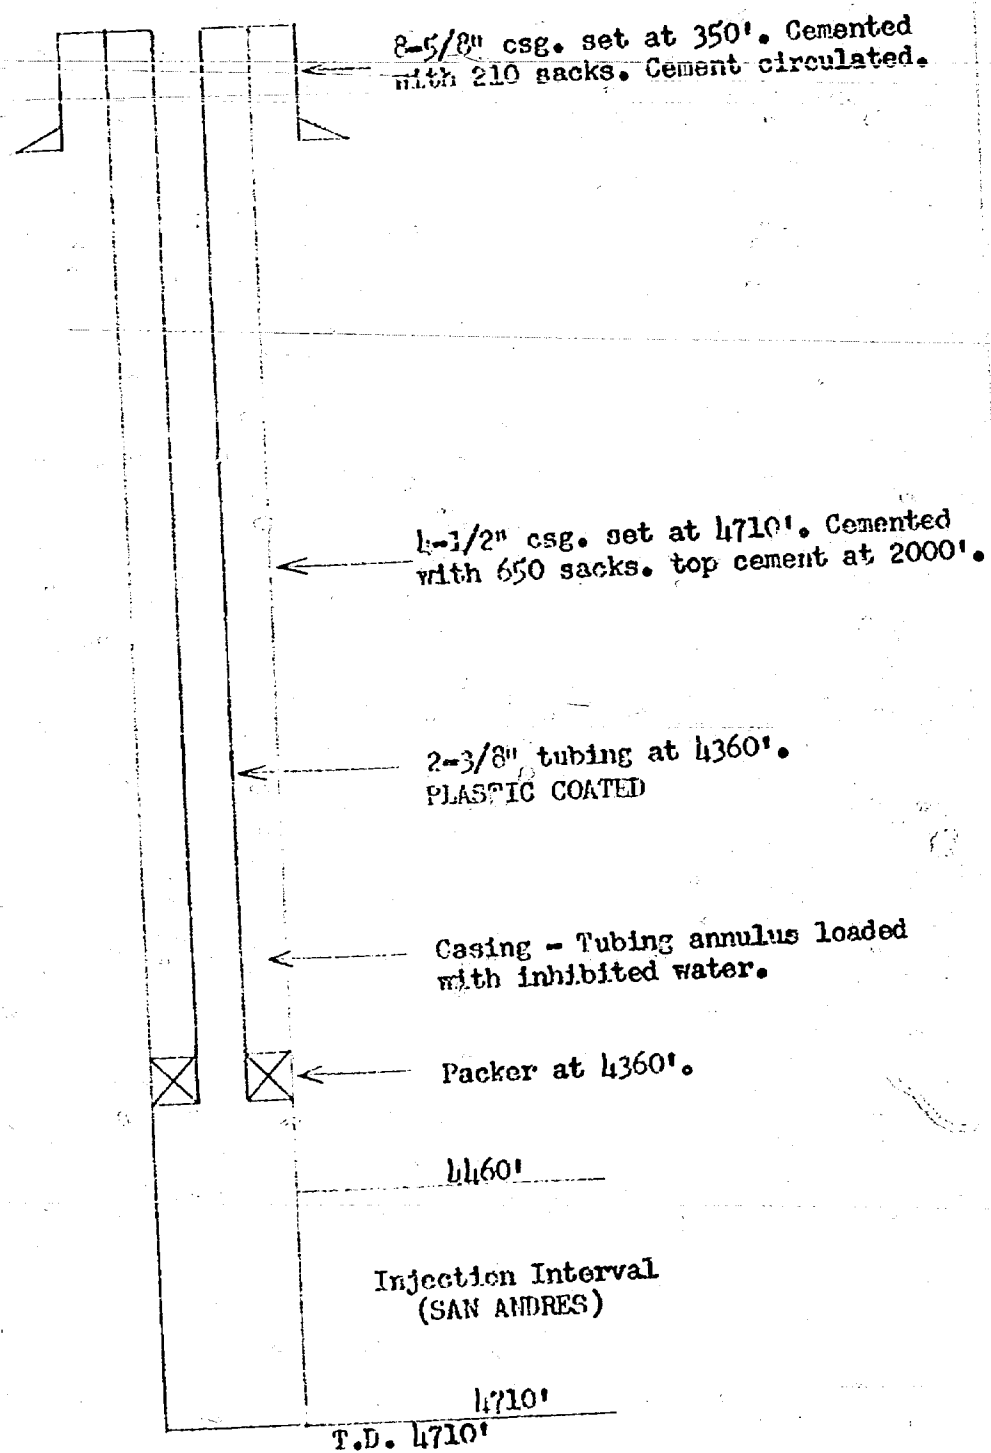 8-5/8" csg. set at 350'. Cemented
with 210 sacks. Cement circulated.
4-1/2" csg. set at 4710'. Cemented
with 650 sacks. top cement at 2000'.
2-3/8" tubing at 4360'.
PLASTIC COATED
Casing - Tubing annulus loaded
with inhibited water.
Packer at 4360'.
4460'
Injection Interval
(SAN ANDRES)
4710'
T.D. 4710'